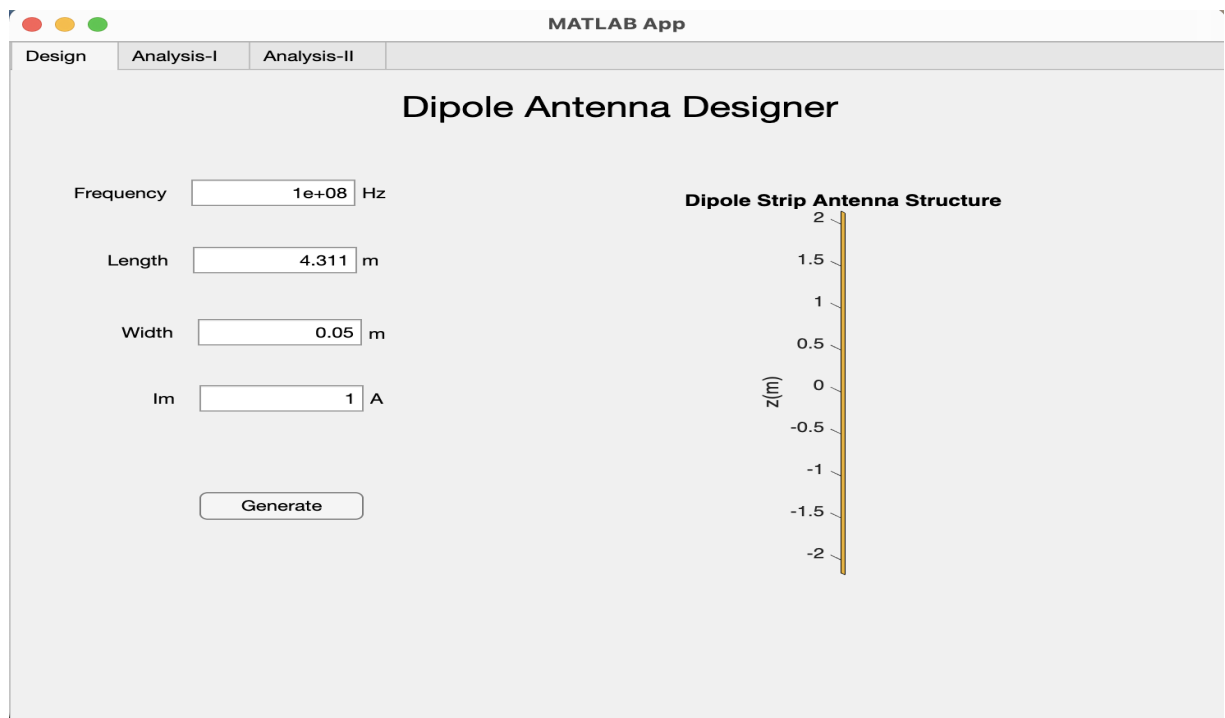 MATLAB App
Design Analysis-I Analysis-II
Dipole Antenna Designer
Frequency 1e+08 Hz
Length 4.311 m
Width 0.05 m
Im 1 A
Generate
Dipole Strip Antenna Structure
2
1.5
1
0.5
0
z(m)
-0.5
-1
-1.5
-2